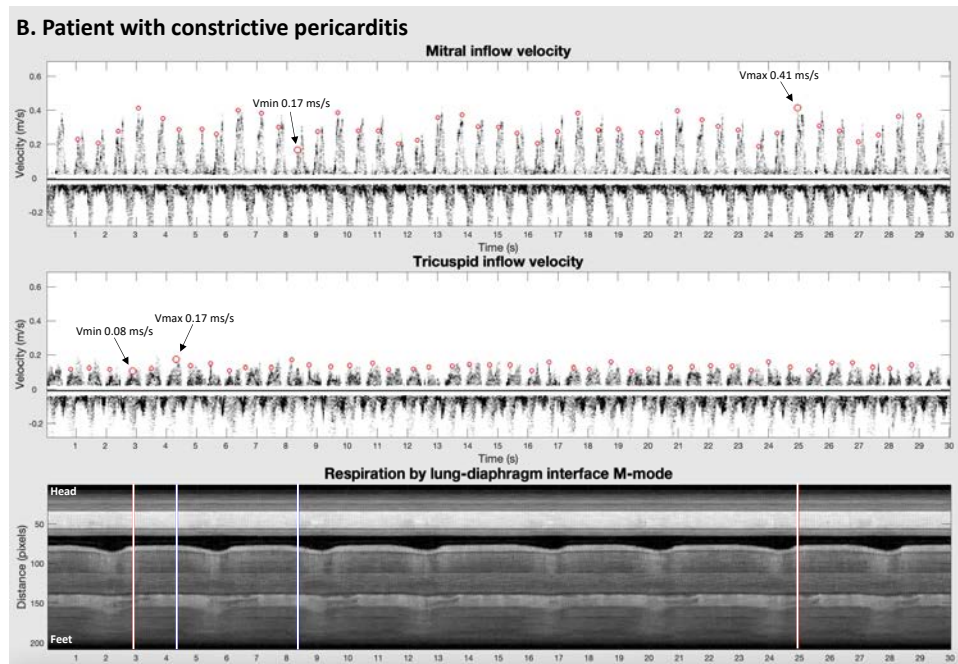 B. Patient with constrictive pericarditis
Mitral inflow velocity
Vmin 0.17 ms/s
Vmax 0.41 ms/s
Velocity (m/s)
0.6
0.4
0.2
0
-0.2
1 2 3 4 5 6 7 8 9 10 11 12 13 14 15 16 17 18 19 20 21 22 23 24 25 26 27 28 29 30
Time (s)
Tricuspid inflow velocity
Vmin 0.08 ms/s
Vmax 0.17 ms/s
Velocity (m/s)
0.6
0.4
0.2
0
-0.2
1 2 3 4 5 6 7 8 9 10 11 12 13 14 15 16 17 18 19 20 21 22 23 24 25 26 27 28 29 30
Time (s)
Respiration by lung-diaphragm interface M-mode
Head
Distance (pixels)
50
100
150
200
Feet
1 2 3 4 5 6 7 8 9 10 11 12 13 14 15 16 17 18 19 20 21 22 23 24 25 26 27 28 29 30